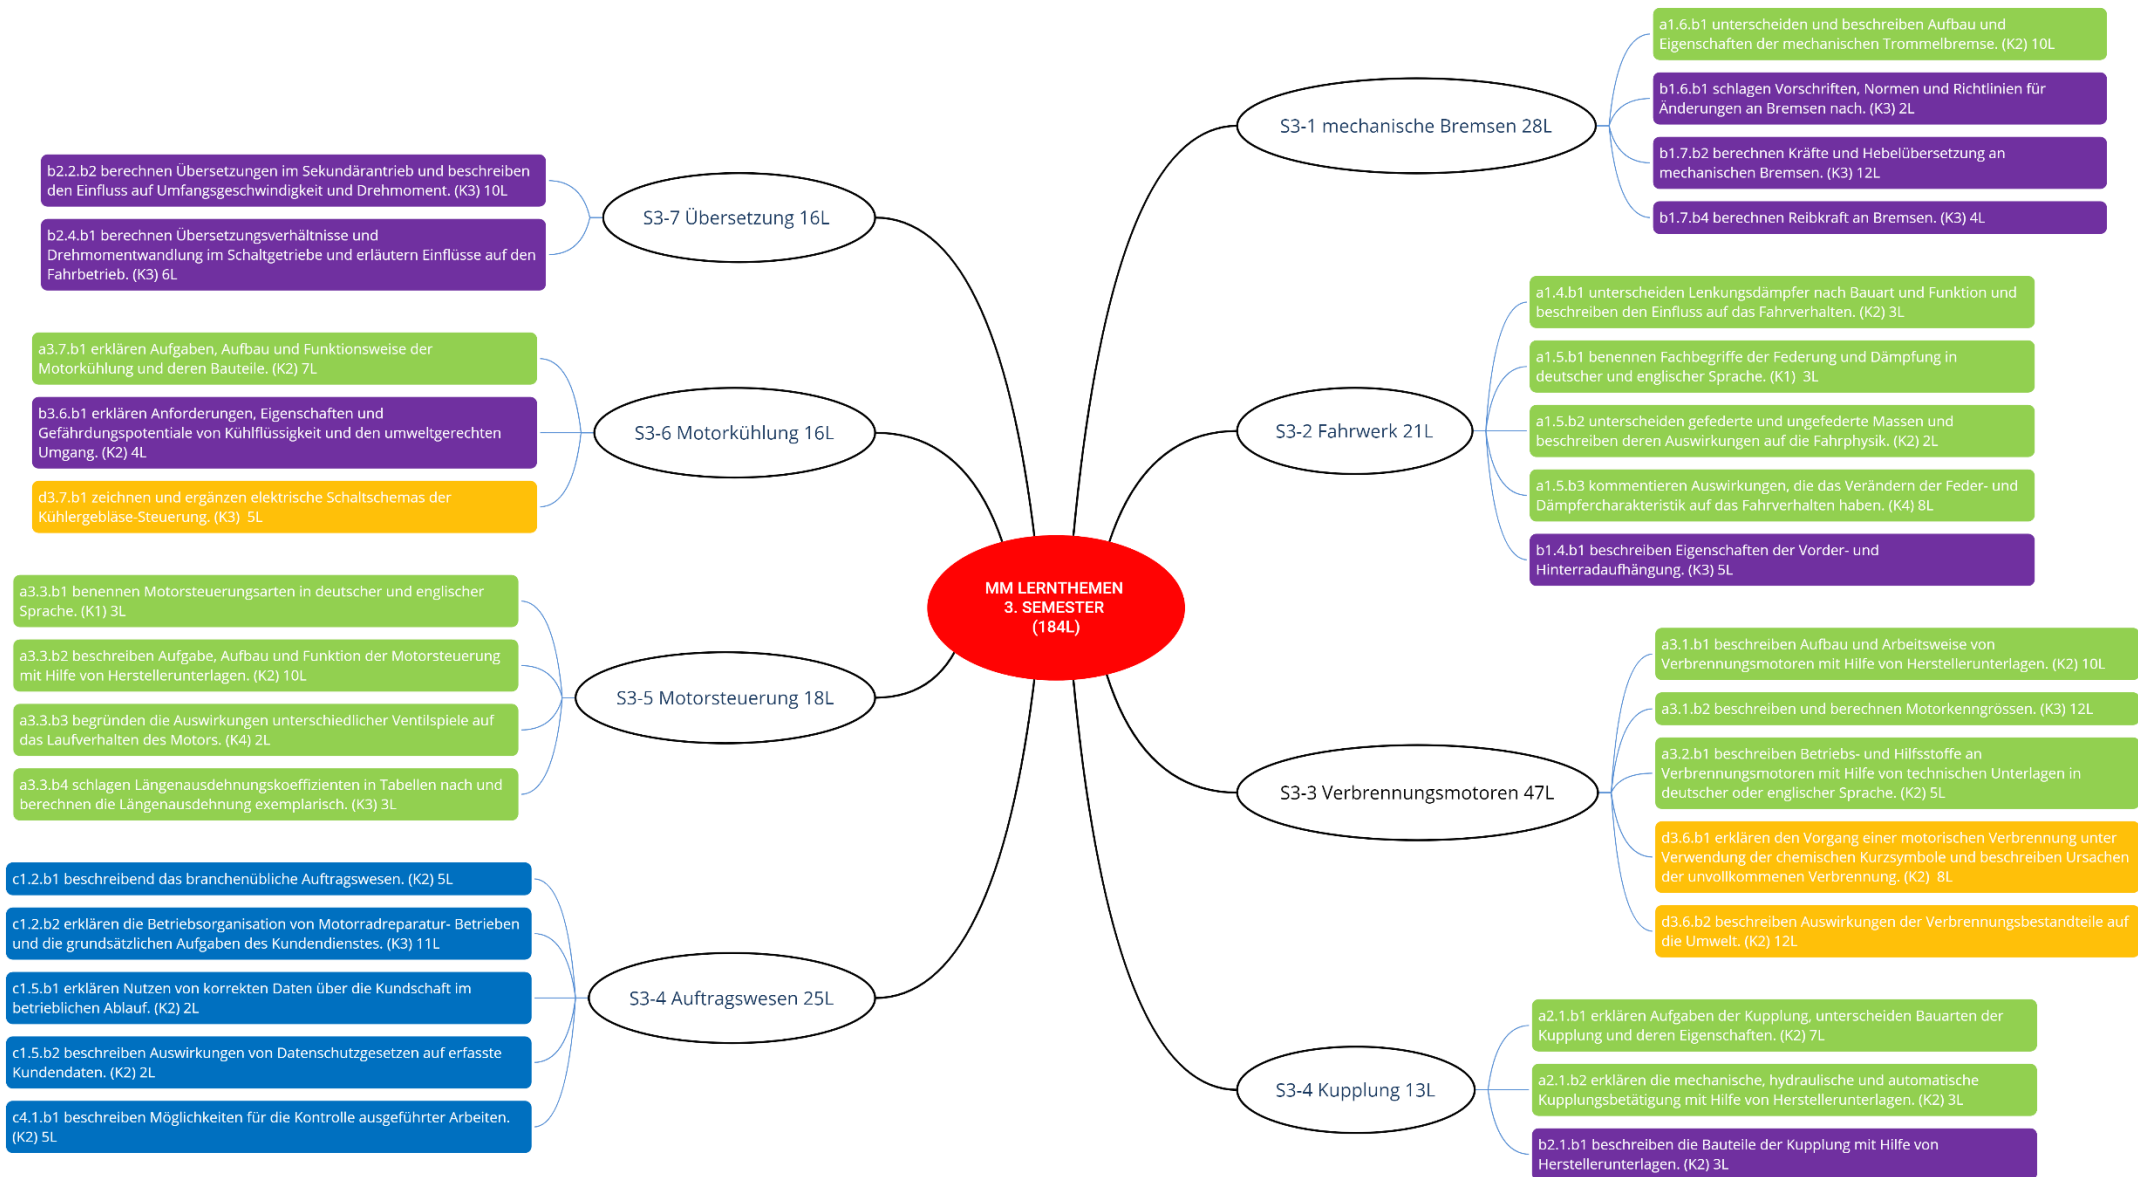 MM LERNTHEMEN
3. SEMESTER
(184L)
S3-1 mechanische Bremsen 28L
a1.6.b1 unterscheiden und beschreiben Aufbau und
Eigenschaften der mechanischen Trommelbremse. (K2) 10L
b1.6.b1 schlagen Vorschriften, Normen und Richtlinien für
Änderungen an Bremsen nach. (K3) 2L
b1.7.b2 berechnen Kräfte und Hebelübersetzung an
mechanischen Bremsen. (K3) 12L
b1.7.b4 berechnen Reibkraft an Bremsen. (K3) 4L
S3-2 Fahrwerk 21L
a1.4.b1 unterscheiden Lenkungsdämpfer nach Bauart und Funktion und
beschreiben den Einfluss auf das Fahrverhalten. (K2) 3L
a1.5.b1 benennen Fachbegriffe der Federung und Dämpfung in
deutscher und englischer Sprache. (K1)  3L
a1.5.b2 unterscheiden gefederte und ungefederte Massen und
beschreiben deren Auswirkungen auf die Fahrphysik. (K2) 2L
a1.5.b3 kommentieren Auswirkungen, die das Verändern der Feder- und
Dämpfercharakteristik auf das Fahrverhalten haben. (K4) 8L
b1.4.b1 beschreiben Eigenschaften der Vorder- und
Hinterradaufhängung. (K3) 5L
S3-3 Verbrennungsmotoren 47L
a3.1.b1 beschreiben Aufbau und Arbeitsweise von
Verbrennungsmotoren mit Hilfe von Herstellerunterlagen. (K2) 10L
a3.1.b2 beschreiben und berechnen Motorkenngrössen. (K3) 12L
a3.2.b1 beschreiben Betriebs- und Hilfsstoffe an
Verbrennungsmotoren mit Hilfe von technischen Unterlagen in
deutscher oder englischer Sprache. (K2) 5L
d3.6.b1 erklären den Vorgang einer motorischen Verbrennung unter
Verwendung der chemischen Kurzsymbole und beschreiben Ursachen
der unvollkommenen Verbrennung. (K2)  8L
d3.6.b2 beschreiben Auswirkungen der Verbrennungsbestandteile auf
die Umwelt. (K2) 12L
S3-4 Kupplung 13L
a2.1.b1 erklären Aufgaben der Kupplung, unterscheiden Bauarten der
Kupplung und deren Eigenschaften. (K2) 7L
a2.1.b2 erklären die mechanische, hydraulische und automatische
Kupplungsbetätigung mit Hilfe von Herstellerunterlagen. (K2) 3L
b2.1.b1 beschreiben die Bauteile der Kupplung mit Hilfe von
Herstellerunterlagen. (K2) 3L
S3-4 Auftragswesen 25L
c1.2.b1 beschreibend das branchenübliche Auftragswesen. (K2) 5L
c1.2.b2 erklären die Betriebsorganisation von Motorradreparatur- Betrieben
und die grundsätzlichen Aufgaben des Kundendienstes. (K3) 11L
c1.5.b1 erklären Nutzen von korrekten Daten über die Kundschaft im
betrieblichen Ablauf. (K2) 2L
c1.5.b2 beschreiben Auswirkungen von Datenschutzgesetzen auf erfasste
Kundendaten. (K2) 2L
c4.1.b1 beschreiben Möglichkeiten für die Kontrolle ausgeführter Arbeiten.
(K2) 5L
S3-5 Motorsteuerung 18L
a3.3.b1 benennen Motorsteuerungsarten in deutscher und englischer
Sprache. (K1) 3L
a3.3.b2 beschreiben Aufgabe, Aufbau und Funktion der Motorsteuerung
mit Hilfe von Herstellerunterlagen. (K2) 10L
a3.3.b3 begründen die Auswirkungen unterschiedlicher Ventilspiele auf
das Laufverhalten des Motors. (K4) 2L
a3.3.b4 schlagen Längenausdehnungskoeffizienten in Tabellen nach und
berechnen die Längenausdehnung exemplarisch. (K3) 3L
S3-6 Motorkühlung 16L
a3.7.b1 erklären Aufgaben, Aufbau und Funktionsweise der
Motorkühlung und deren Bauteile. (K2) 7L
b3.6.b1 erklären Anforderungen, Eigenschaften und
Gefährdungspotentiale von Kühlflüssigkeit und den umweltgerechten
Umgang. (K2) 4L
d3.7.b1 zeichnen und ergänzen elektrische Schaltschemas der
Kühlergebläse-Steuerung. (K3)  5L
S3-7 Übersetzung 16L
b2.2.b2 berechnen Übersetzungen im Sekundärantrieb und beschreiben
den Einfluss auf Umfangsgeschwindigkeit und Drehmoment. (K3) 10L
b2.4.b1 berechnen Übersetzungsverhältnisse und
Drehmomentwandlung im Schaltgetriebe und erläutern Einflüsse auf den
Fahrbetrieb. (K3) 6L